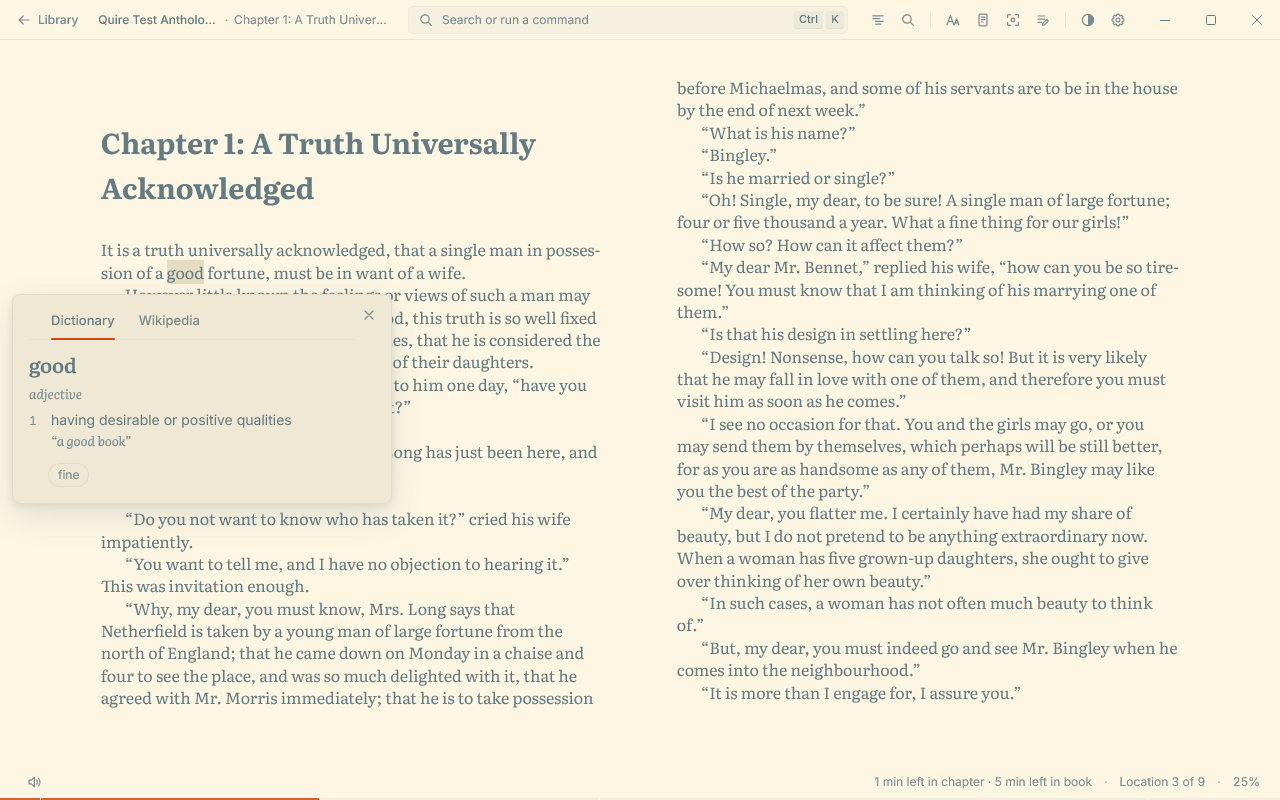 Library
Quire Test Antholo... · Chapter 1: A Truth Univer...
Search or run a command
Ctrl K
Chapter 1: A Truth Universally
Acknowledged
It is a truth universally acknowledged, that a single man in posses-
sion of a good fortune, must be in want of a wife.
However little known the feelings or views of such a man may
od, this truth is so well fixed
es, that he is considered the
of their daughters.
to him one day, “have you
t?”
ong has just been here, and
Dictionary
Wikipedia
good
adjective
1 having desirable or positive qualities
“a good book”
fine
“Do you not want to know who has taken it?” cried his wife
impatiently.
“You want to tell me, and I have no objection to hearing it.”
This was invitation enough.
“Why, my dear, you must know, Mrs. Long says that
Netherfield is taken by a young man of large fortune from the
north of England; that he came down on Monday in a chaise and
four to see the place, and was so much delighted with it, that he
agreed with Mr. Morris immediately; that he is to take possession
before Michaelmas, and some of his servants are to be in the house
by the end of next week.”
“What is his name?”
“Bingley.”
“Is he married or single?”
“Oh! Single, my dear, to be sure! A single man of large fortune;
four or five thousand a year. What a fine thing for our girls!”
“How so? How can it affect them?”
“My dear Mr. Bennet,” replied his wife, “how can you be so tire-
some! You must know that I am thinking of his marrying one of
them.”
“Is that his design in settling here?”
“Design! Nonsense, how can you talk so! But it is very likely
that he may fall in love with one of them, and therefore you must
visit him as soon as he comes.”
“I see no occasion for that. You and the girls may go, or you
may send them by themselves, which perhaps will be still better,
for as you are as handsome as any of them, Mr. Bingley may like
you the best of the party.”
“My dear, you flatter me. I certainly have had my share of
beauty, but I do not pretend to be anything extraordinary now.
When a woman has five grown-up daughters, she ought to give
over thinking of her own beauty.”
“In such cases, a woman has not often much beauty to think
of.”
“But, my dear, you must indeed go and see Mr. Bingley when he
comes into the neighbourhood.”
“It is more than I engage for, I assure you.”
1 min left in chapter · 5 min left in book · Location 3 of 9 · 25%